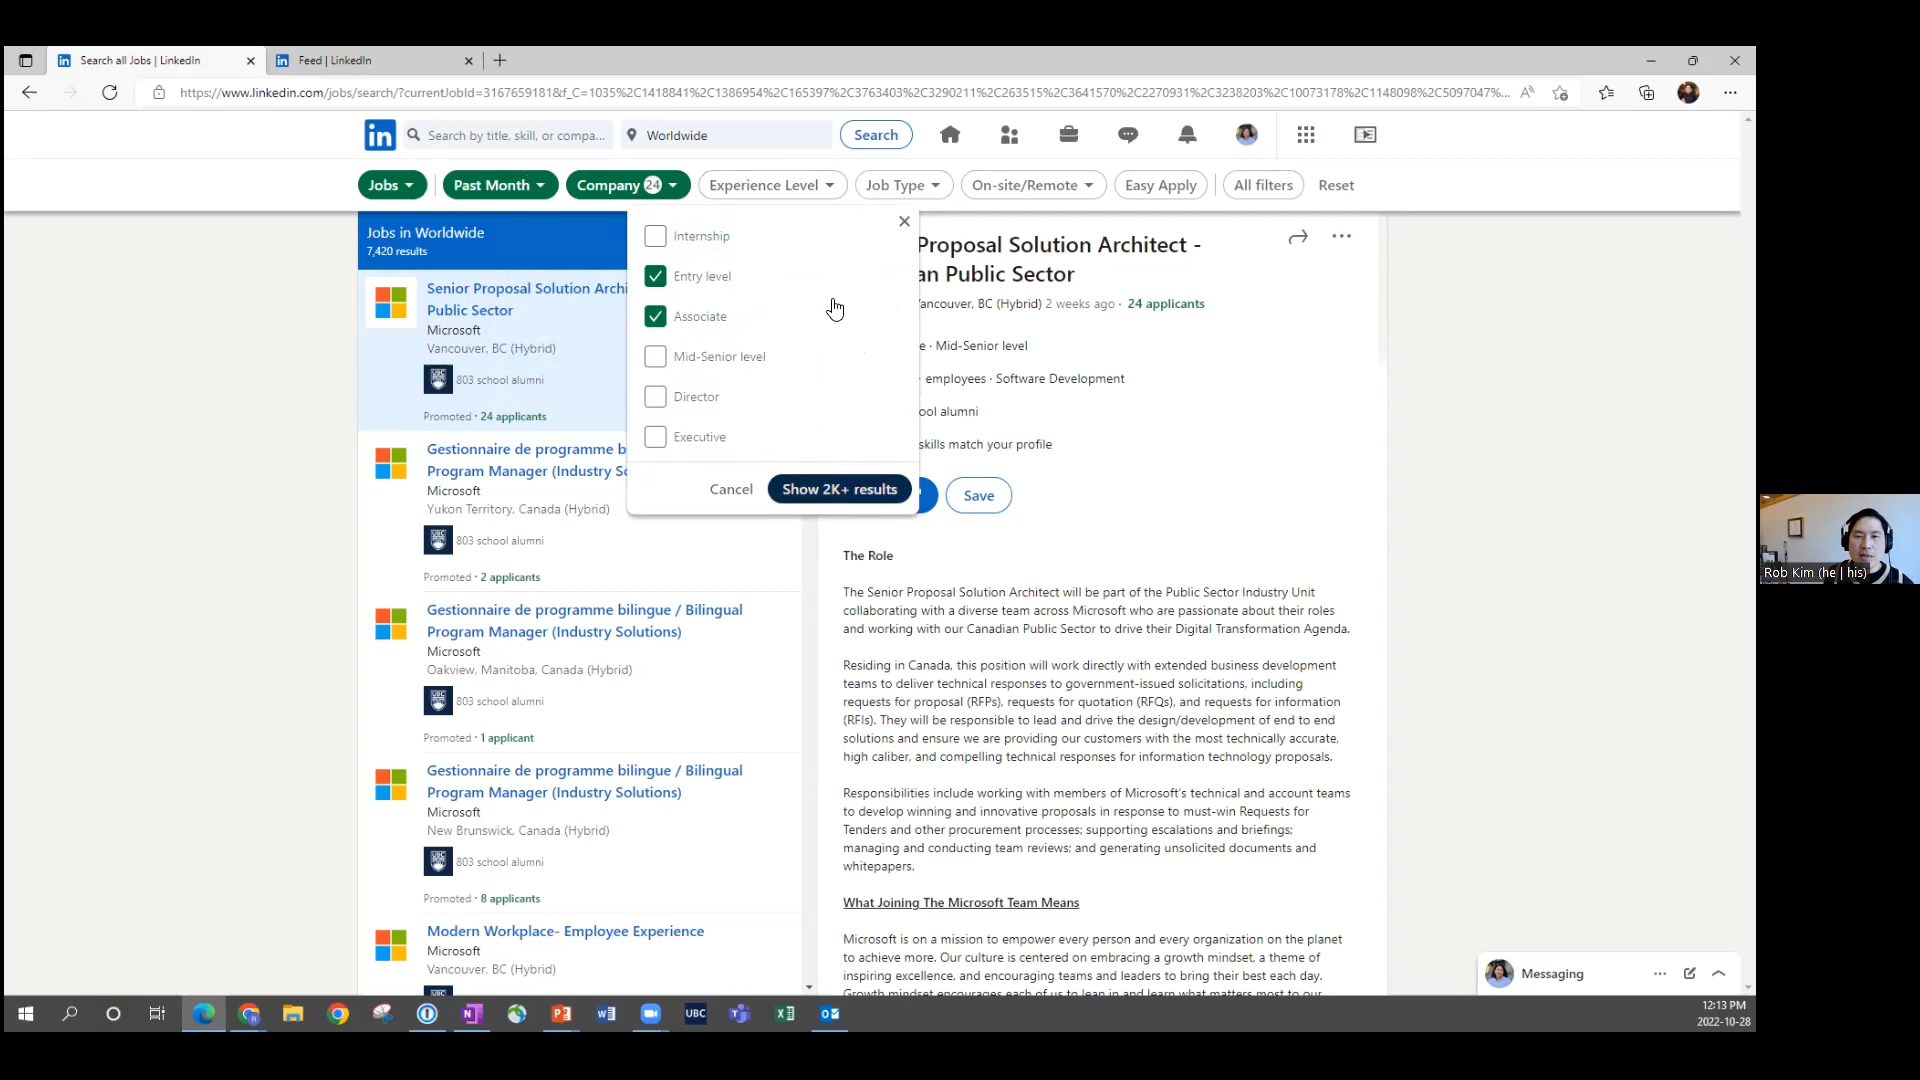 Search all Jobs | LinkedIn
Feed | LinkedIn
https://www.linkedin.com/jobs/search/?currentJobId=3167659181&f_C=1035%2C1418841%2C1386954%2C165397%2C3763403%2C3290211%2C263515%2C3641570%2C2270931%2C3238203%2C10073178%2C1148098%2C5097047%...
Search by title, skill, or compa...
Worldwide
Search
Jobs
Past Month
Company 24
Experience Level
Job Type
On-site/Remote
Easy Apply
All filters
Reset
Jobs in Worldwide
7,420 results
Senior Proposal Solution Archi
Public Sector
Microsoft
Vancouver, BC (Hybrid)
803 school alumni
Promoted · 24 applicants
Gestionnaire de programme b
Program Manager (Industry So
Microsoft
Yukon Territory, Canada (Hybrid)
803 school alumni
Promoted · 2 applicants
Gestionnaire de programme bilingue / Bilingual
Program Manager (Industry Solutions)
Microsoft
Oakview, Manitoba, Canada (Hybrid)
803 school alumni
Promoted · 1 applicant
Gestionnaire de programme bilingue / Bilingual
Program Manager (Industry Solutions)
Microsoft
New Brunswick, Canada (Hybrid)
803 school alumni
Promoted · 8 applicants
Modern Workplace- Employee Experience
Microsoft
Vancouver, BC (Hybrid)
Internship
Entry level
Associate
Mid-Senior level
Director
Executive
Cancel
Show 2K+ results
Proposal Solution Architect -
an Public Sector
ancouver, BC (Hybrid) 2 weeks ago · 24 applicants
e · Mid-Senior level
employees · Software Development
ool alumni
skills match your profile
Save
The Role
The Senior Proposal Solution Architect will be part of the Public Sector Industry Unit
collaborating with a diverse team across Microsoft who are passionate about their roles
and working with our Canadian Public Sector to drive their Digital Transformation Agenda.
Residing in Canada, this position will work directly with extended business development
teams to deliver technical responses to government-issued solicitations, including
requests for proposal (RFPs), requests for quotation (RFQs), and requests for information
(RFIs). They will be responsible to lead and drive the design/development of end to end
solutions and ensure we are providing our customers with the most technically accurate,
high caliber, and compelling technical responses for information technology proposals.
Responsibilities include working with members of Microsoft's technical and account teams
to develop winning and innovative proposals in response to must-win Requests for
Tenders and other procurement processes; supporting escalations and briefings;
managing and conducting team reviews; and generating unsolicited documents and
whitepapers.
What Joining The Microsoft Team Means
Microsoft is on a mission to empower every person and every organization on the planet
to achieve more. Our culture is centered on embracing a growth mindset, a theme of
inspiring excellence, and encouraging teams and leaders to bring their best each day.
Growth mindset encourages each of us to lean in and learn what matters most to our
Messaging
Rob Kim (he | his)
UBC
12:13 PM
2022-10-28